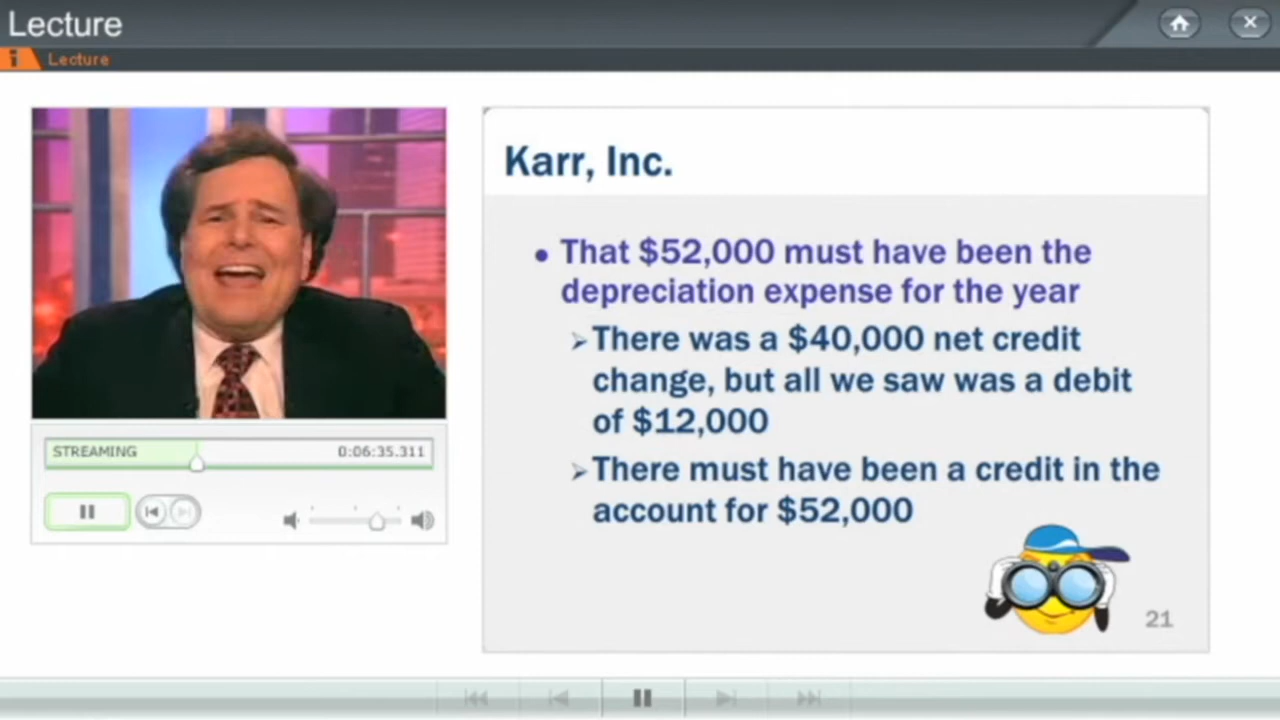 Lecture
i Lecture
Karr, Inc.
• That $52,000 must have been the
depreciation expense for the year
➢ There was a $40,000 net credit
change, but all we saw was a debit
of $12,000
➢ There must have been a credit in the
account for $52,000
21
STREAMING 0:06:35.311